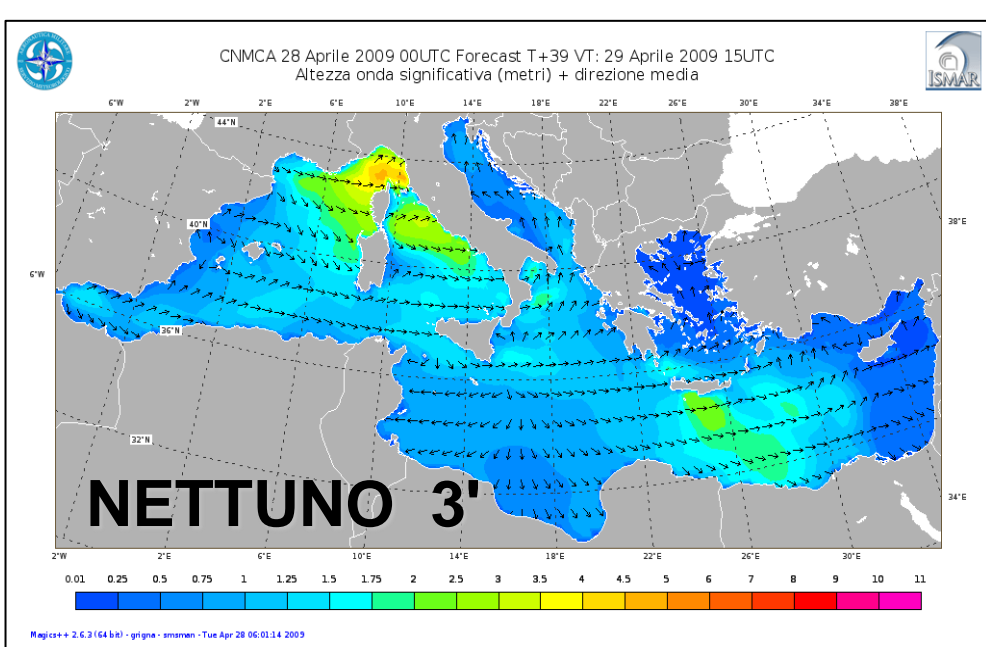 CNMCA 28 Aprile 2009 00UTC Forecast T+39 VT: 29 Aprile 2009 15UTC
Altezza onda significativa (metri) + direzione media
ISMAR
6°W 2°W 2°E 6°E 10°E 14°E 18°E 22°E 26°E 30°E 34°E 38°E
44°N
40°N
38°E
6°W
36°N
32°N
34°E
NETTUNO 3'
2°W 2°E 6°E 10°E 14°E 18°E 22°E 26°E 30°E
0.01 0.25 0.5 0.75 1 1.25 1.5 1.75 2 2.5 3 3.5 4 4.5 5 6 7 8 9 10 11
Magics++ 2.6.3 (64 bit) - grigna - smsman - Tue Apr 28 06:01:14 2009